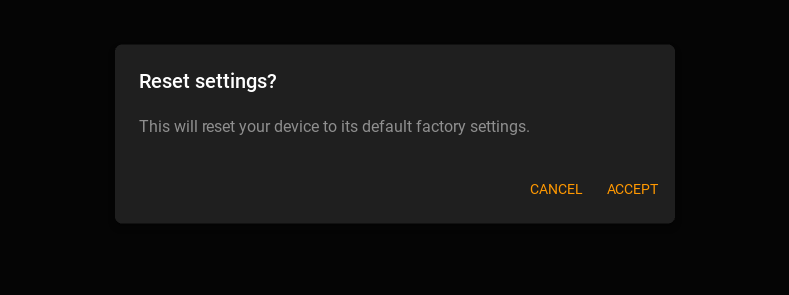 Reset settings?
This will reset your device to its default factory settings.
CANCEL ACCEPT